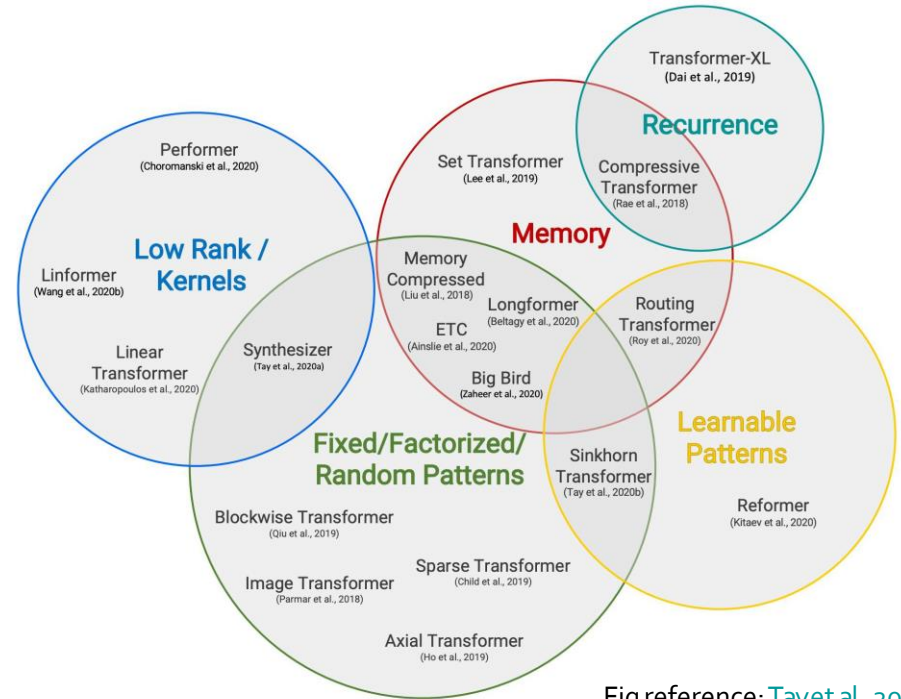 Transformer-XL
(Dai et al., 2019)
Recurrence
Compressive
Transformer
(Rae et al., 2018)
Set Transformer
(Lee et al., 2019)
Memory
Performer
(Choromanski et al., 2020)
Low Rank /
Kernels
Linformer
(Wang et al., 2020b)
Linear
Transformer
(Katharopoulos et al., 2020)
Synthesizer
(Tay et al., 2020a)
Memory
Compressed
(Liu et al., 2018)
Longformer
(Beltagy et al., 2020)
ETC
(Ainslie et al., 2020)
Big Bird
(Zaheer et al., 2020)
Routing
Transformer
(Roy et al., 2020)
Learnable
Patterns
Fixed/Factorized/
Random Patterns
Sinkhorn
Transformer
(Tay et al., 2020b)
Reformer
(Kitaev et al., 2020)
Blockwise Transformer
(Qiu et al., 2019)
Sparse Transformer
(Child et al., 2019)
Image Transformer
(Parmar et al., 2018)
Axial Transformer
(Ho et al., 2019)
Fig reference: Tay et al.